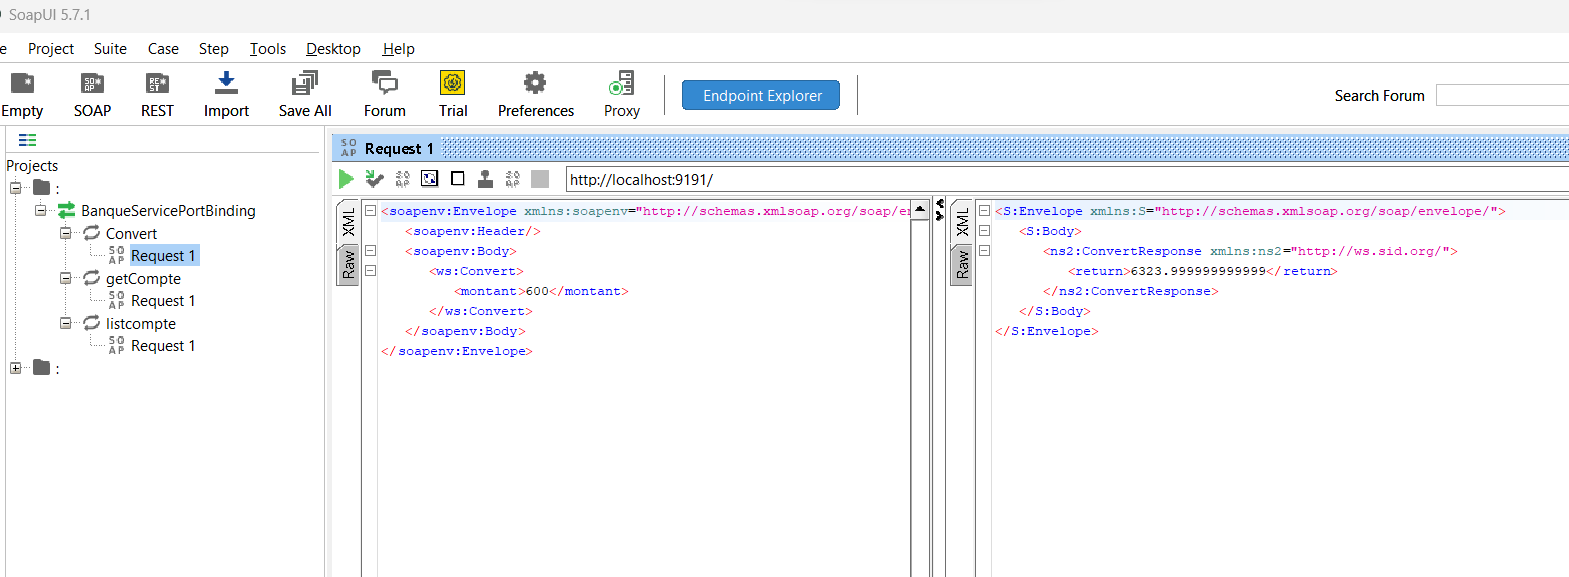 SoapUI 5.7.1
e Project Suite Case Step Tools Desktop Help
Empty SOAP REST Import Save All Forum Trial Preferences Proxy Endpoint Explorer Search Forum
Projects
:
BanqueServicePortBinding
Convert
Request 1
getCompte
Request 1
listcompte
Request 1
:
Request 1
http://localhost:9191/
XML
Raw
<soapenv:Envelope xmlns:soapenv="http://schemas.xmlsoap.org/soap/en
<soapenv:Header/>
<soapenv:Body>
<ws:Convert>
<montant>600</montant>
</ws:Convert>
</soapenv:Body>
</soapenv:Envelope>
XML
Raw
<S:Envelope xmlns:S="http://schemas.xmlsoap.org/soap/envelope/">
<S:Body>
<ns2:ConvertResponse xmlns:ns2="http://ws.sid.org/">
<return>6323.999999999999</return>
</ns2:ConvertResponse>
</S:Body>
</S:Envelope>